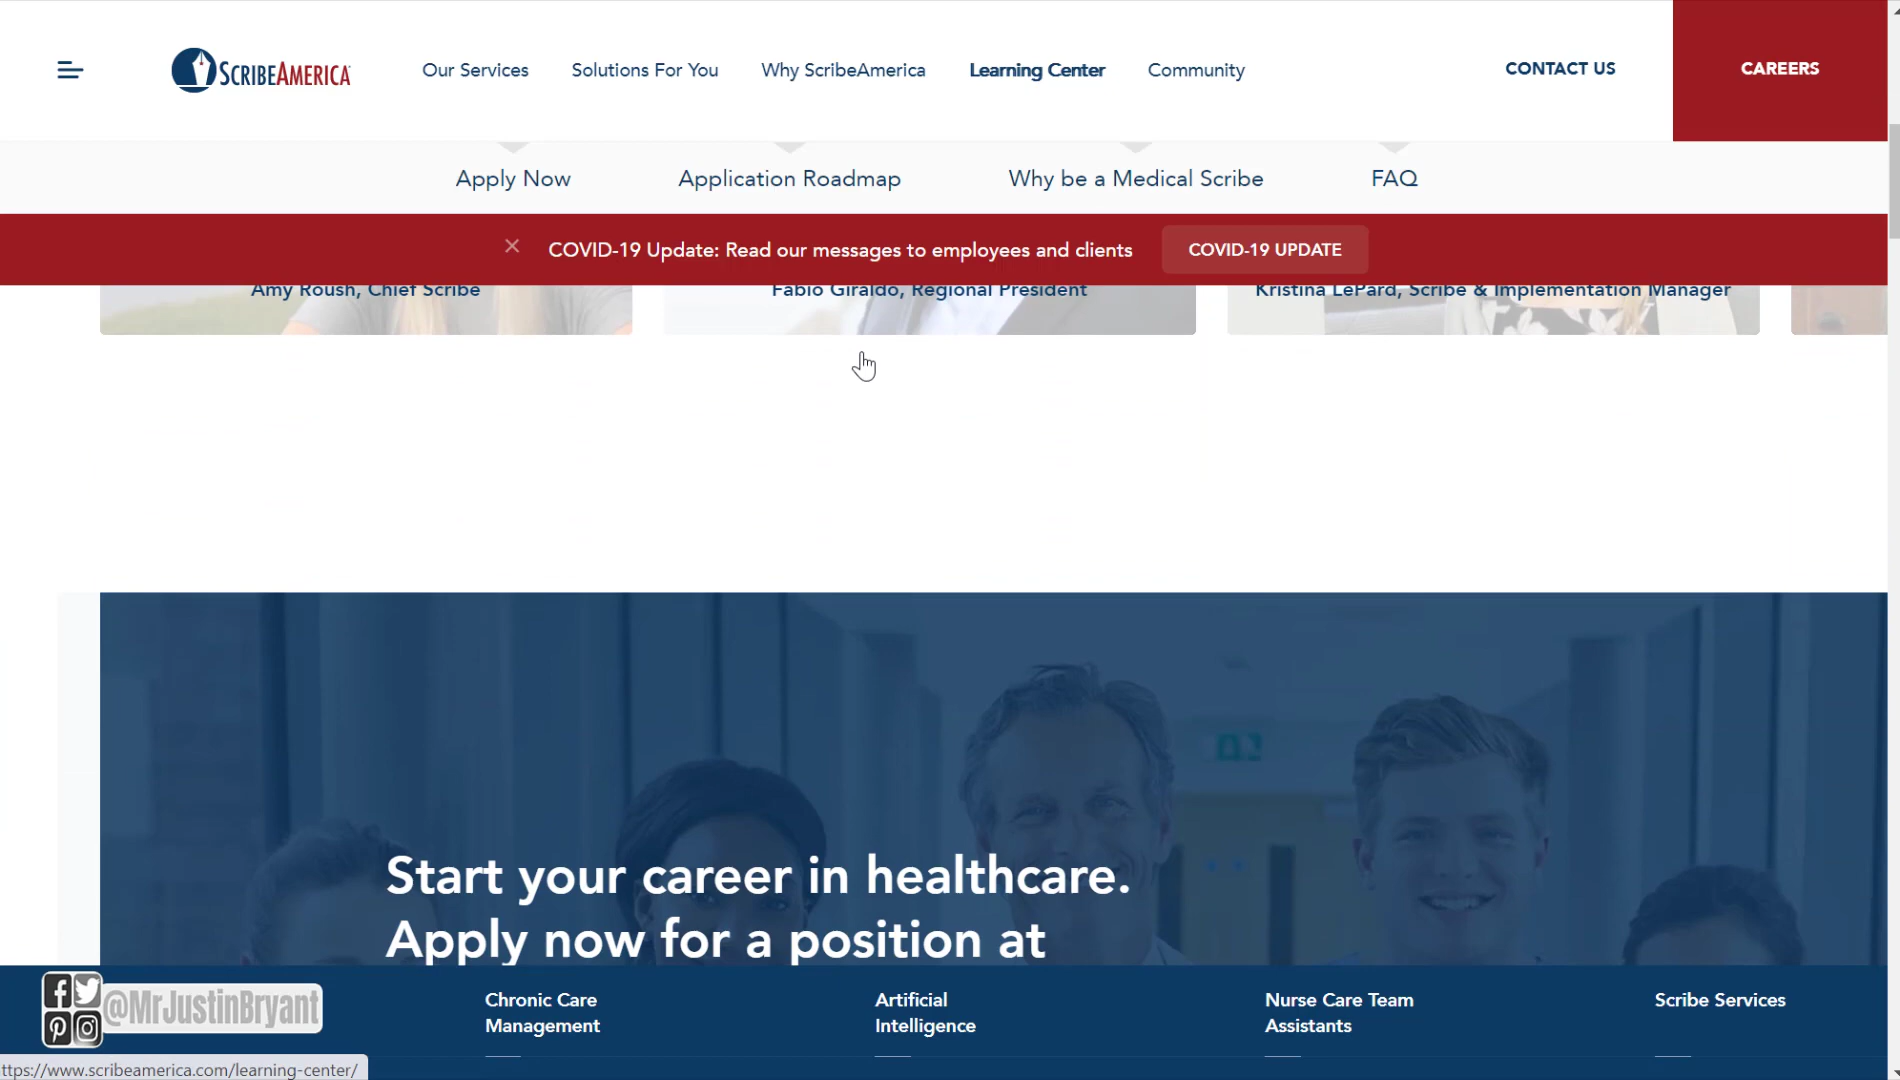 SCRIBEAMERICA
Our Services
Solutions For You
Why ScribeAmerica
Learning Center
Community
CONTACT US
CAREERS
Apply Now
Application Roadmap
Why be a Medical Scribe
FAQ
COVID-19 Update: Read our messages to employees and clients
COVID-19 UPDATE
Amy Roush, Chief Scribe
Fabio Giraldo, Regional President
Kristina LePard, Scribe & Implementation Manager
Start your career in healthcare.
Apply now for a position at
@MrJustinBryant
Chronic Care
Management
Artificial
Intelligence
Nurse Care Team
Assistants
Scribe Services
ttps://www.scribeamerica.com/learning-center/